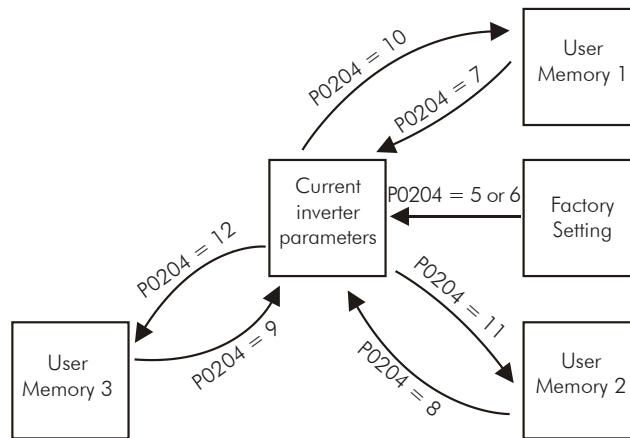 P0204 = 10
User
Memory 1
P0204 = 7
Current
inverter
parameters
P0204 = 5 or 6
Factory
Setting
P0204 = 12
P0204 = 11
User
Memory 3
P0204 = 9
P0204 = 8
User
Memory 2